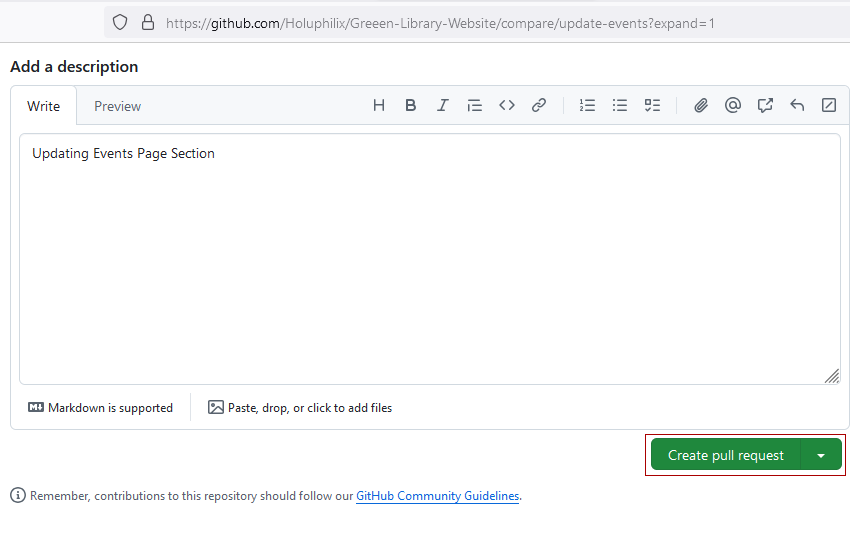 https://github.com/Holuphilix/Greeen-Library-Website/compare/update-events?expand=1
Add a description
Write Preview
Updating Events Page Section
Markdown is supported Paste, drop, or click to add files
Create pull request
Remember, contributions to this repository should follow our GitHub Community Guidelines.